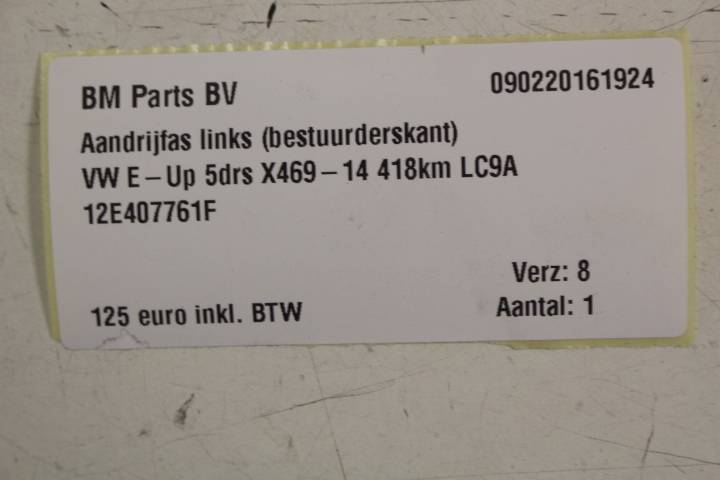 BM Parts BV
090220161924
Aandrijfas links (bestuurderskant)
VW E-Up 5drs X469-14 418km LC9A
12E407761F
Verz: 8
125 euro inkl. BTW
Aantal: 1